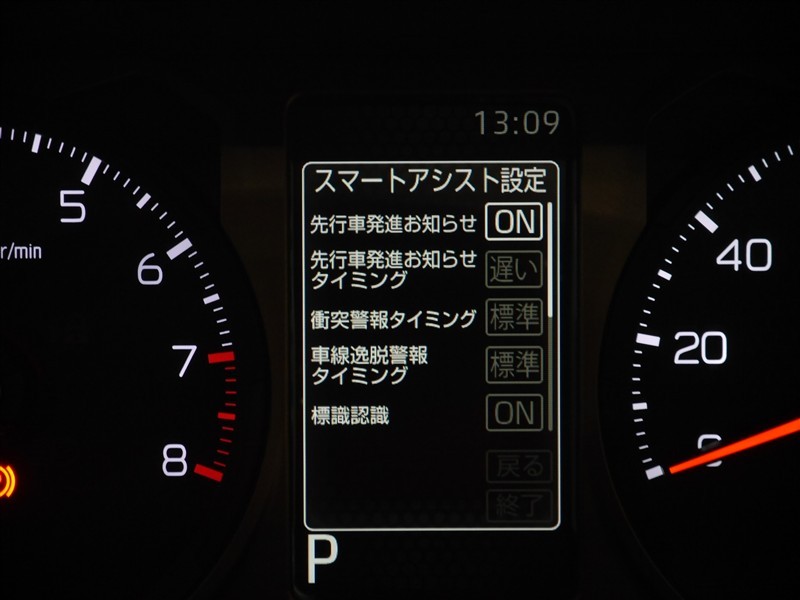 13:09
スマートアシスト設定
先行車発進お知らせ ON
先行車発進お知らせ
タイミング 遅い
衝突警報タイミング 標準
車線逸脱警報
タイミング 標準
標識認識 ON
戻る
終了
P
5
r/min
6
7
8
40
20
0